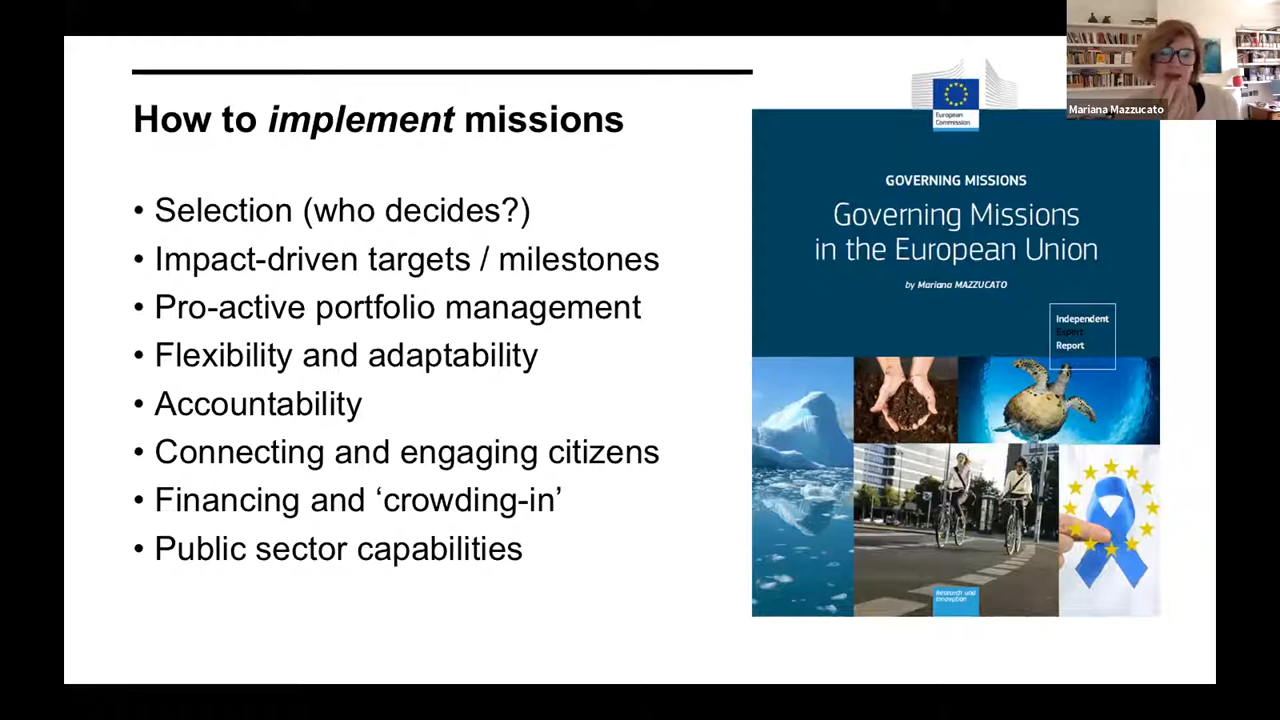 How to implement missions
• Selection (who decides?)
• Impact-driven targets / milestones
• Pro-active portfolio management
• Flexibility and adaptability
• Accountability
• Connecting and engaging citizens
• Financing and ‘crowding-in’
• Public sector capabilities
European
Commission
GOVERNING MISSIONS
Governing Missions
in the European Union
by Mariana MAZZUCATO
Independent
Expert
Report
Research and
Innovation
Mariana Mazzucato